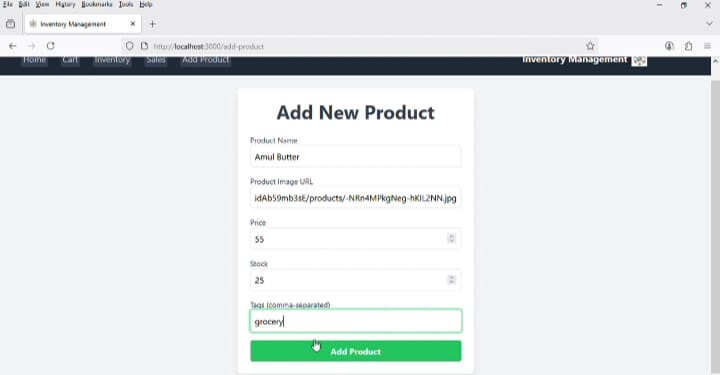 File Edit View History Bookmarks Tools Help
Inventory Management
http://localhost:3000/add-product
Home Cart Inventory Sales Add Product Inventory Management
Add New Product
Product Name
Amul Butter
Product Image URL
idAb59mb3sE/products/-NRn4MPkgNeg-hKIL2NN.jpg
Price
55
Stock
25
Tags (comma-separated)
grocery
Add Product